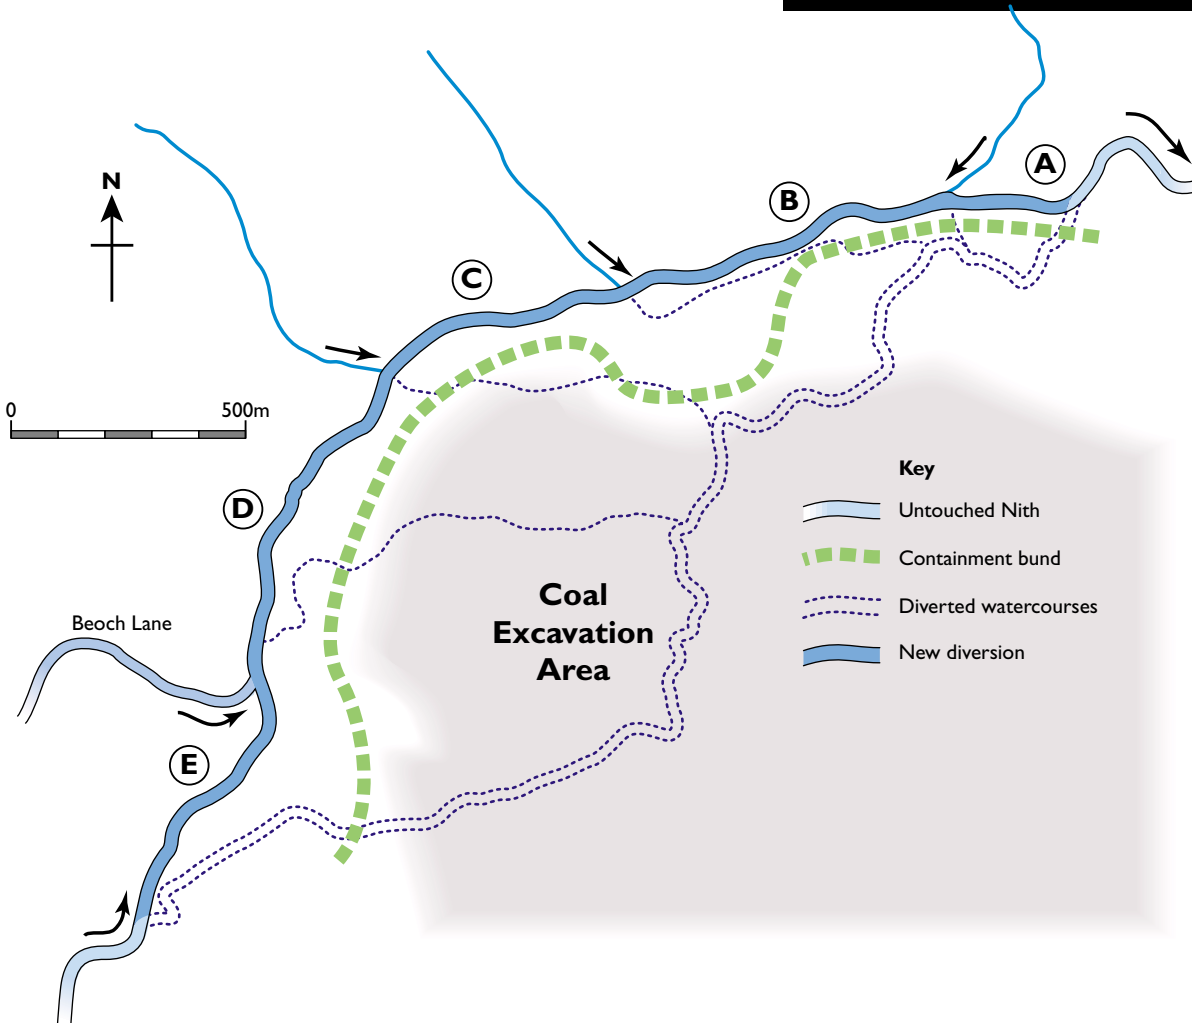 N
A
B
C
0 500m
D
Key
Untouched Nith
Containment bund
Diverted watercourses
New diversion
Coal
Excavation
Area
Beoch Lane
E